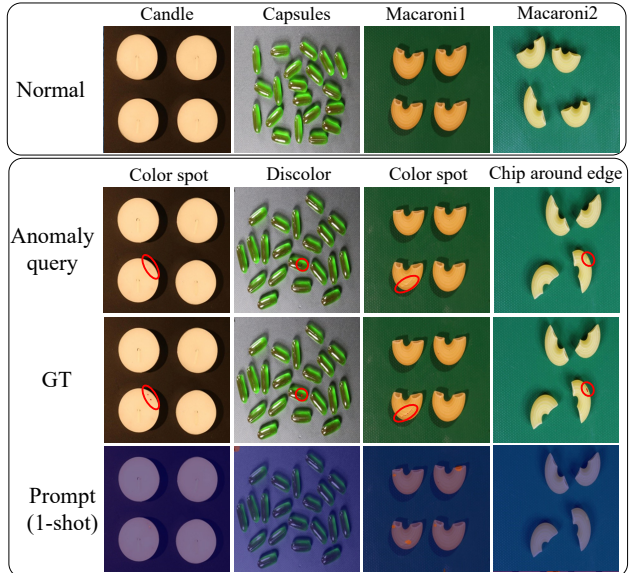 Candle Capsules Macaroni1 Macaroni2
Normal
Color spot Discolor Color spot Chip around edge
Anomaly
query
GT
Prompt
(1-shot)